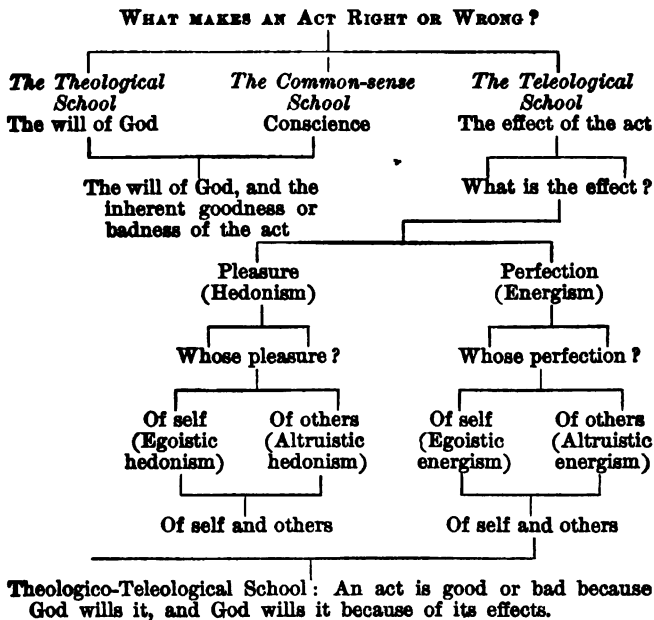 WHAT MAKES AN ACT RIGHT OR WRONG?
The Theological School
The will of God
The Common-sense School
Conscience
The Teleological School
The effect of the act
The will of God, and the
inherent goodness or
badness of the act
What is the effect?
Pleasure
(Hedonism)
Perfection
(Energism)
Whose pleasure?
Whose perfection?
Of self
(Egoistic
hedonism)
Of others
(Altruistic
hedonism)
Of self
(Egoistic
energism)
Of others
(Altruistic
energism)
Of self and others
Of self and others
Theologico-Teleological School: An act is good or bad because
God wills it, and God wills it because of its effects.